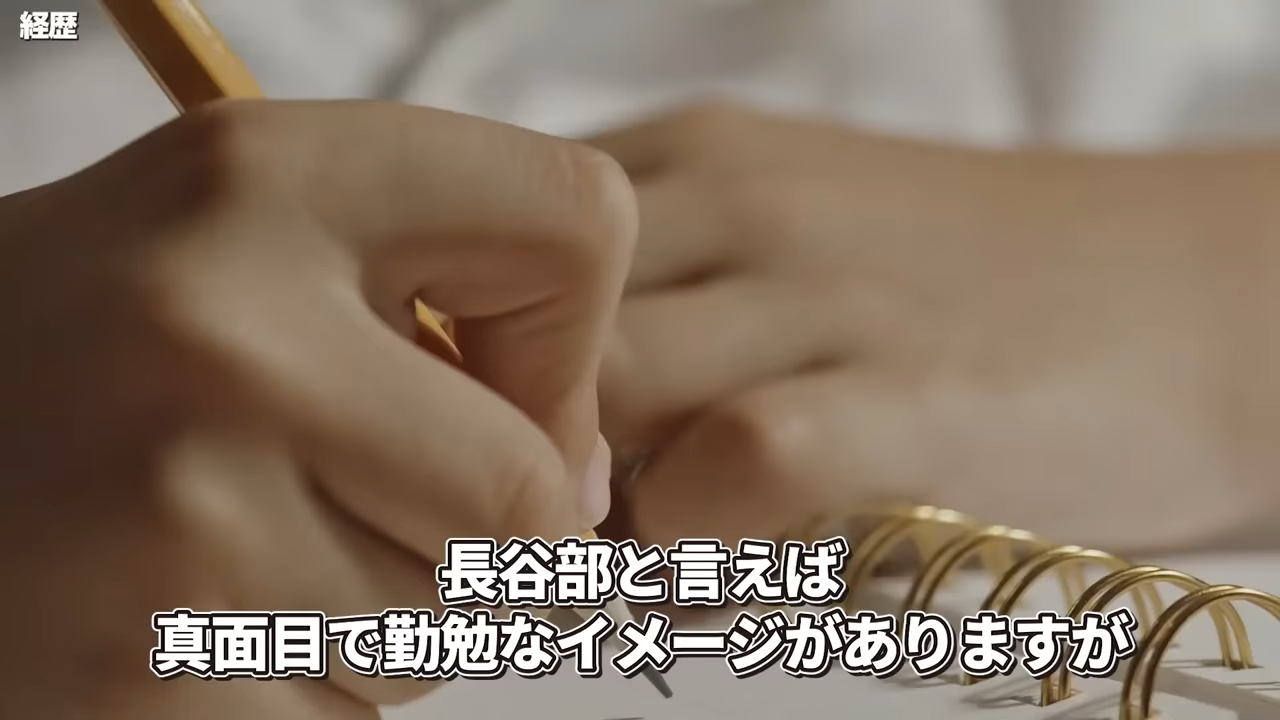 経歴
長谷部と言えば
真面目で勤勉なイメージがありますが